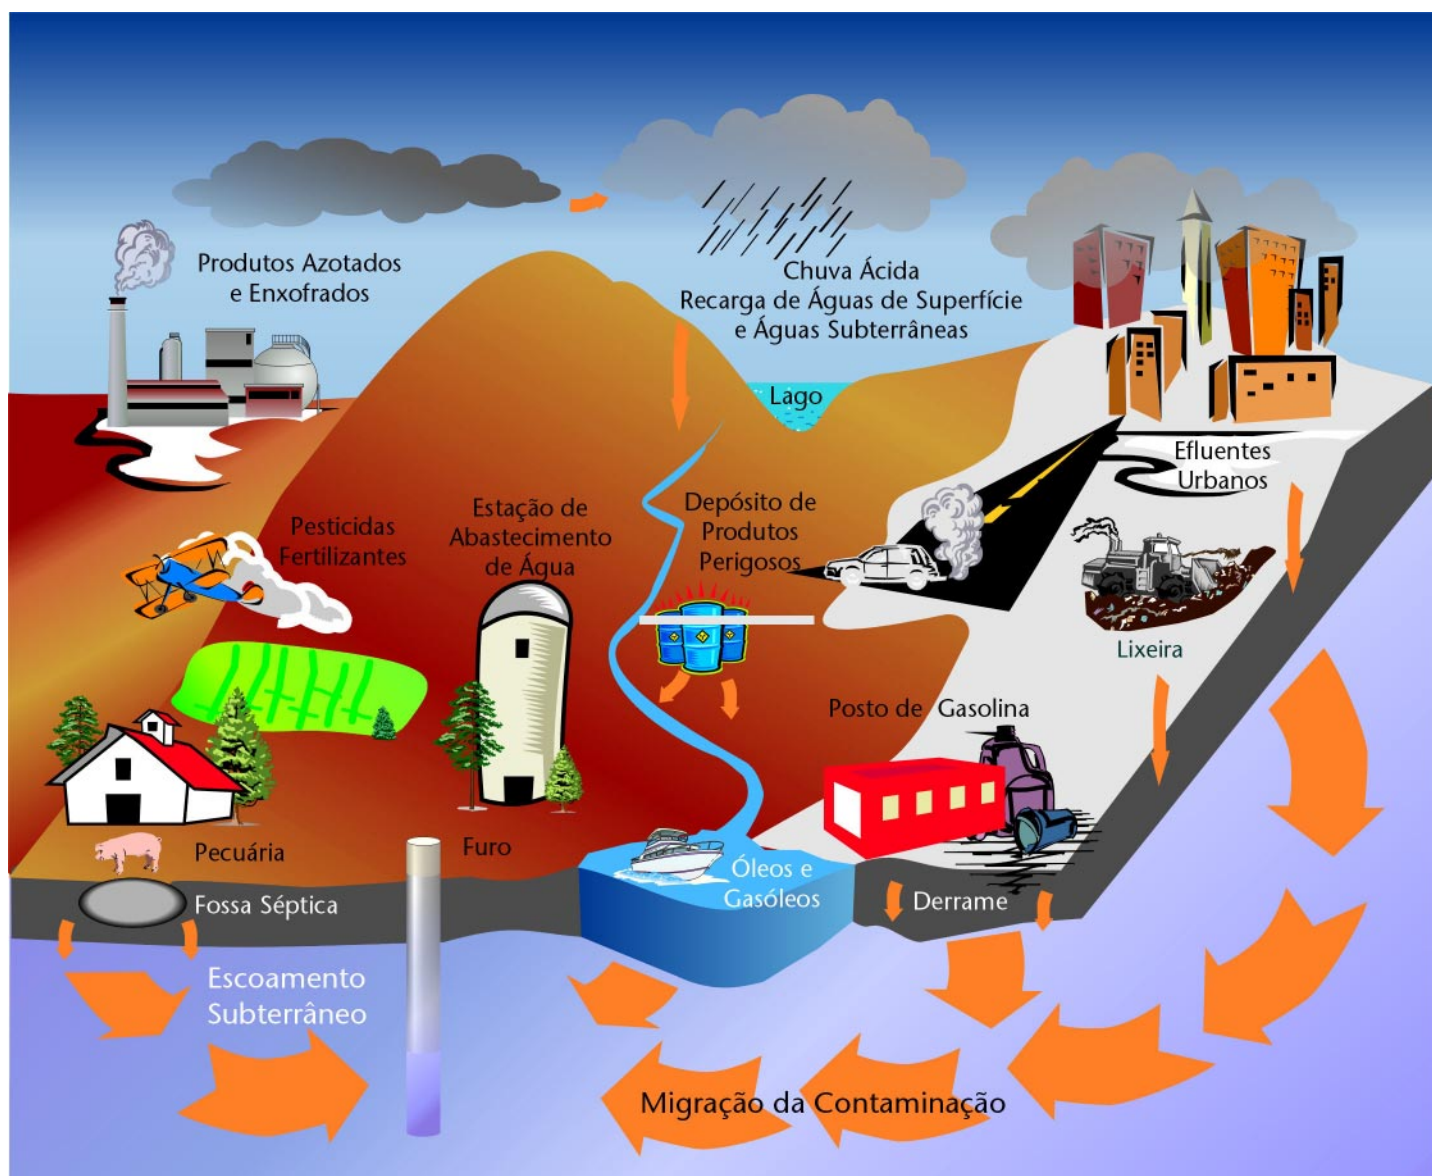 Produtos Azotados
e Enxofrados
Chuva Ácida
Recarga de Águas de Superfície
e Águas Subterrâneas
Lago
Efluentes
Urbanos
Pesticidas
Fertilizantes
Estação de
Abastecimento
de Água
Depósito de
Produtos
Perigosos
Lixeira
Posto de Gasolina
Pecuária
Furo
Óleos e
Gasóleos
Fossa Séptica
Derrame
Escoamento
Subterrâneo
Migração da Contaminação